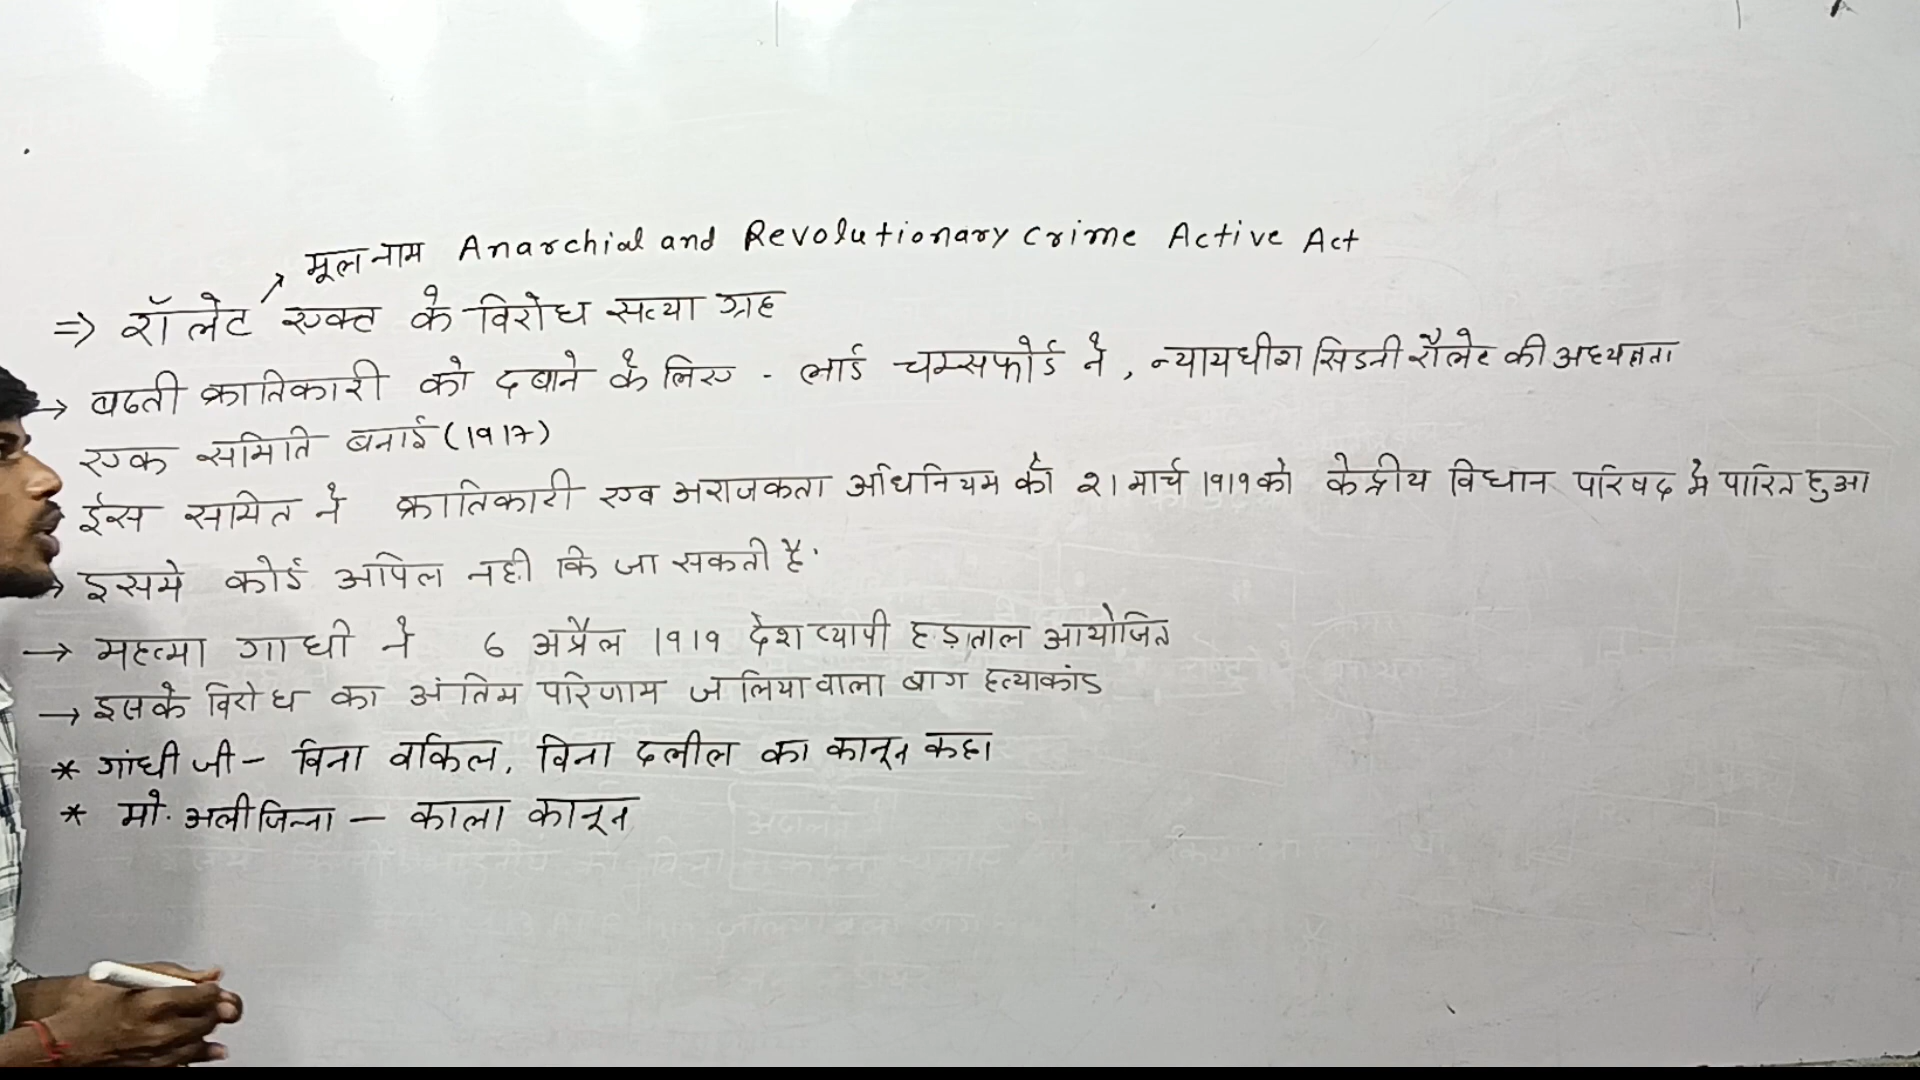 मूल नाम Anarchial and Revolutionary Crime Active Act
⇒ रॉलेट एक्ट के विरोध सत्या ग्रह
→ बढती क्रातिकारी को दबाने के लिए - लार्ड चम्सफोर्ड ने, न्यायधीश सिडनी रौलेट की अध्यक्षता
एक समिति बनाई (1917)
ईस समित ने क्रातिकारी एव अराजकता अधिनियम को 21 मार्च 1919 को केन्द्रीय विधान परिषद मे पारित हुआ
→ इसमे कोई अपिल नही कि जा सकती है.
→ महत्मा गाधी ने 6 अप्रैल 1919 देश व्यापी हड़ताल आयोजित
→ इसके विरोध का अंतिम परिणाम जलियावाला बाग हत्याकांड
* गांधी जी - बिना वकिल, बिना दलील का कानून कहा
* मो. अली जिन्ना - काला कानून